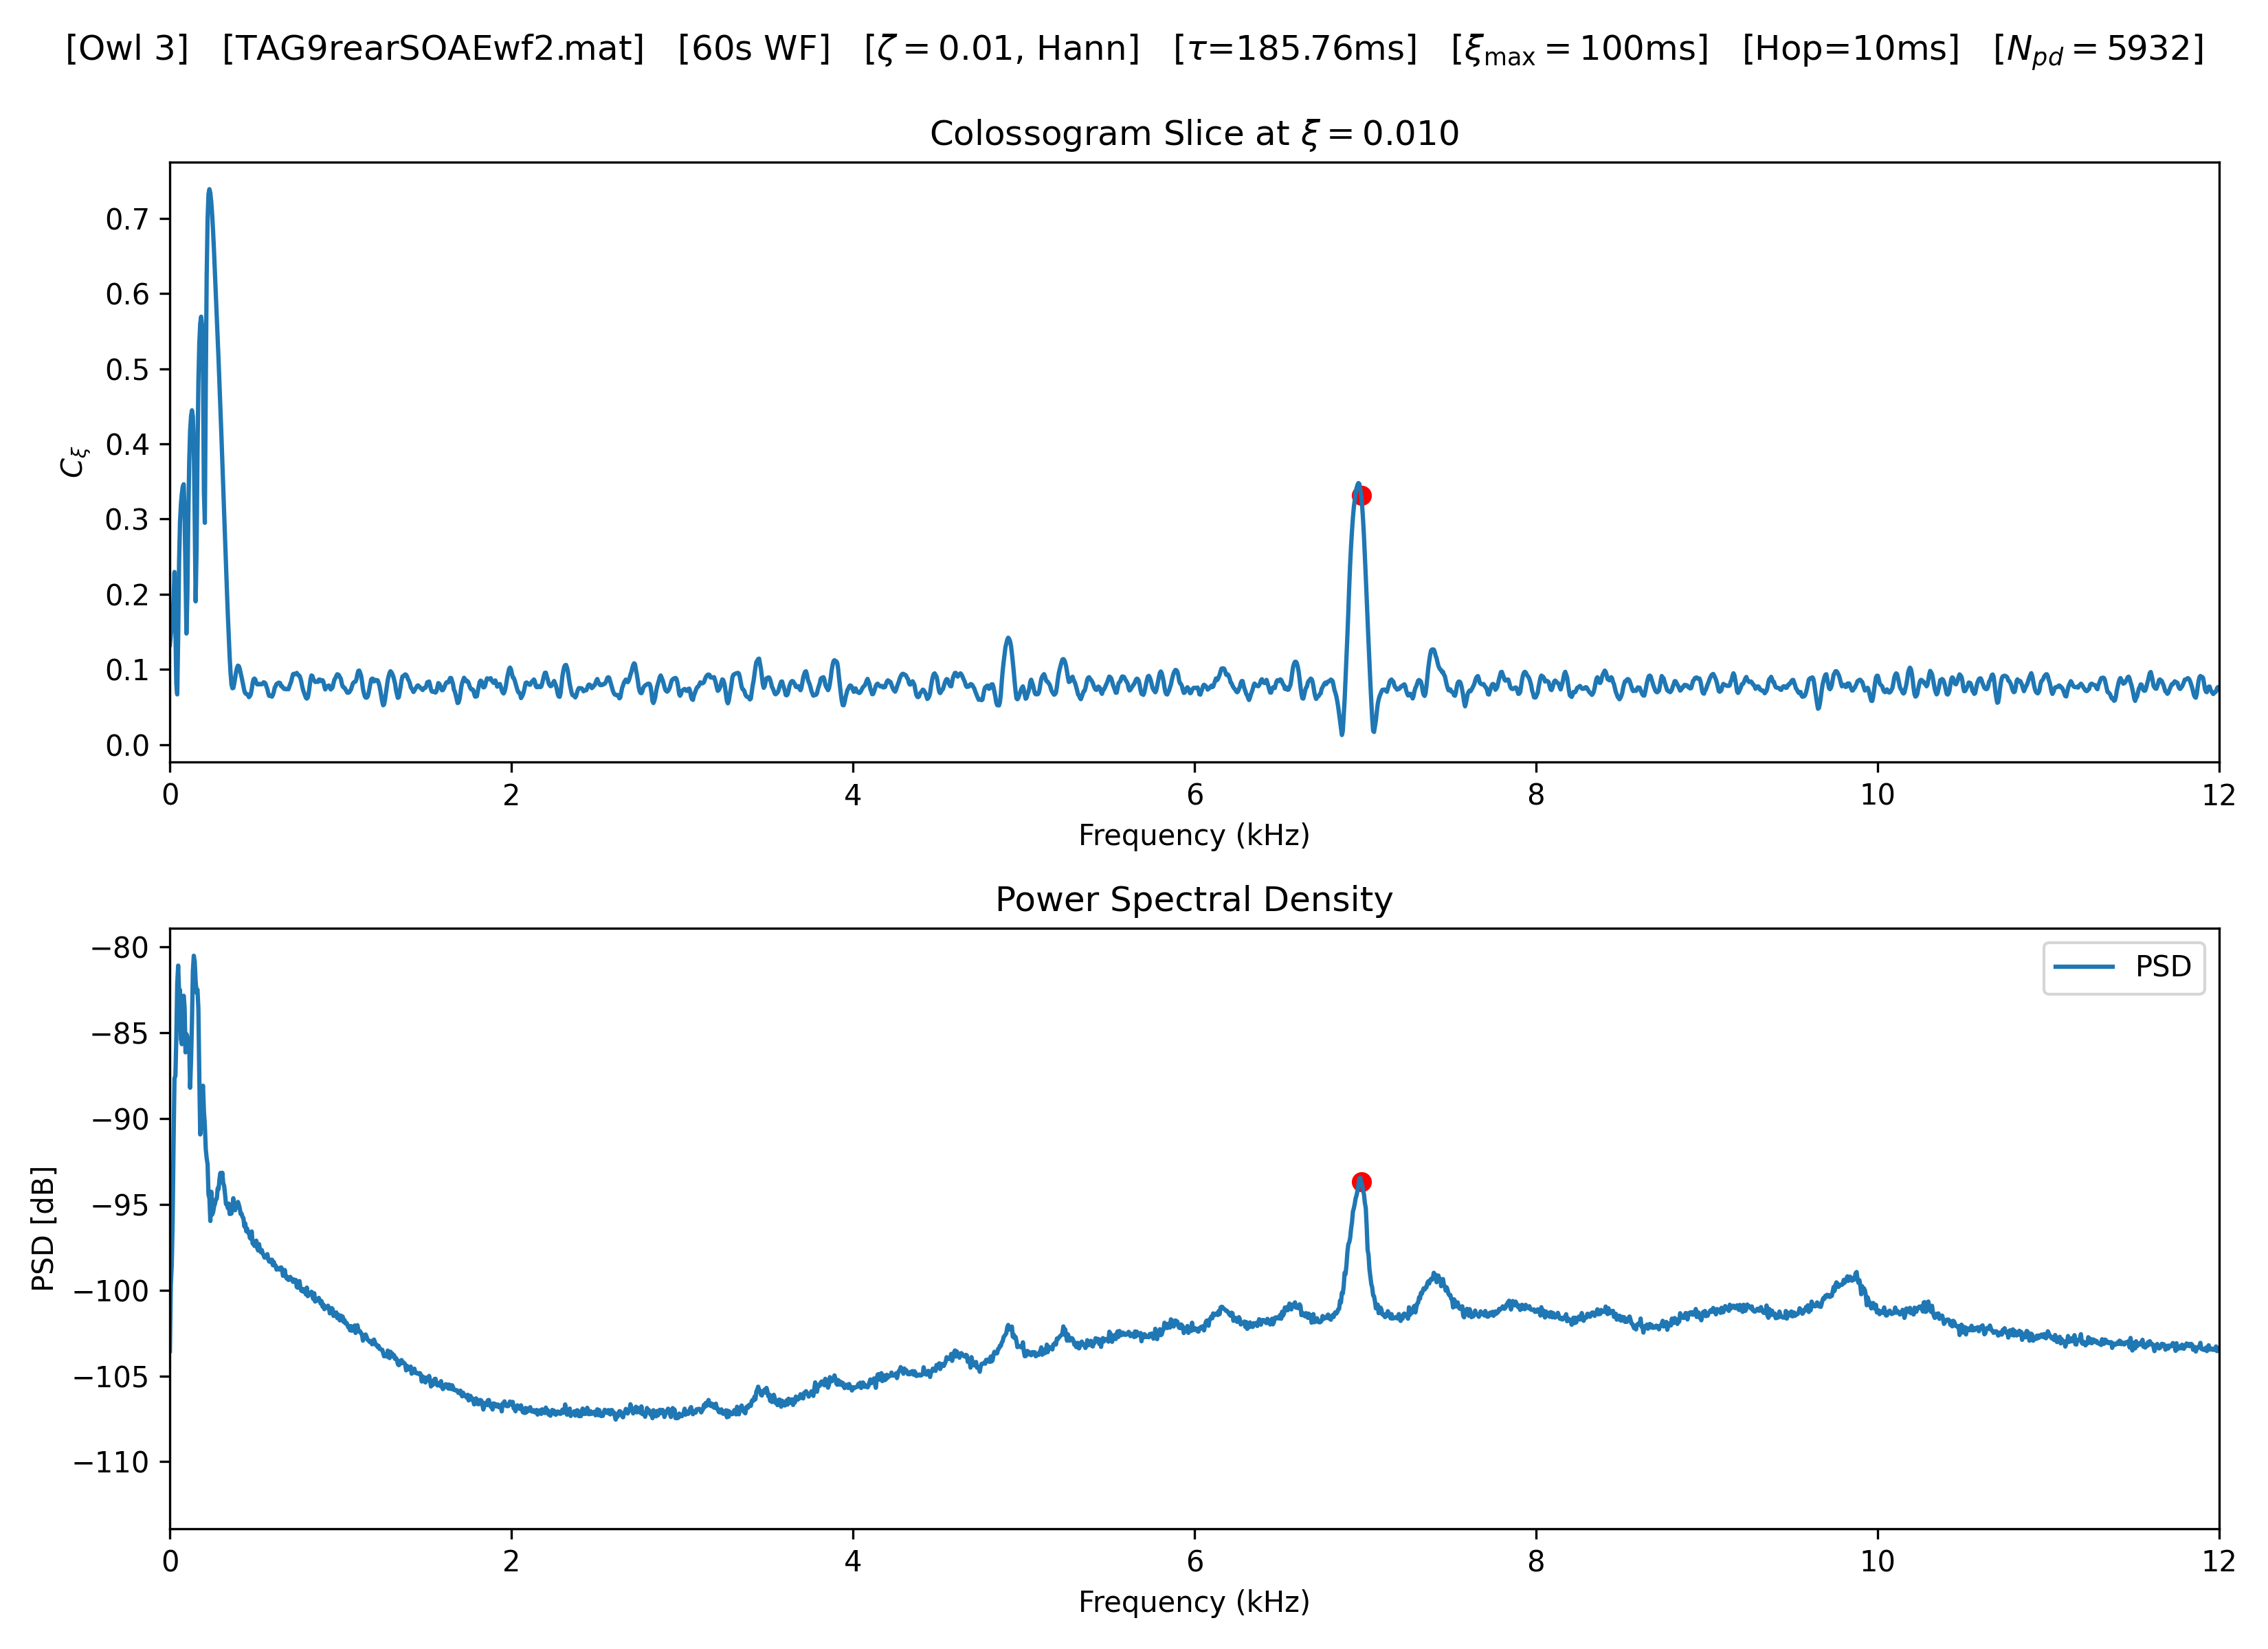 [Owl 3] [TAG9rearSOAEwf2.mat] [60s WF] [ζ = 0.01, Hann] [τ=185.76ms] [ξmax = 100ms] [Hop=10ms] [Npd = 5932]
Colossogram Slice at ξ = 0.010
0.7
0.6
0.5
0.4
0.3
0.2
0.1
0.0
Cξ
0 2 4 6 8 10 12
Frequency (kHz)
Power Spectral Density
−80
−85
−90
−95
−100
−105
−110
PSD [dB]
PSD
0 2 4 6 8 10 12
Frequency (kHz)